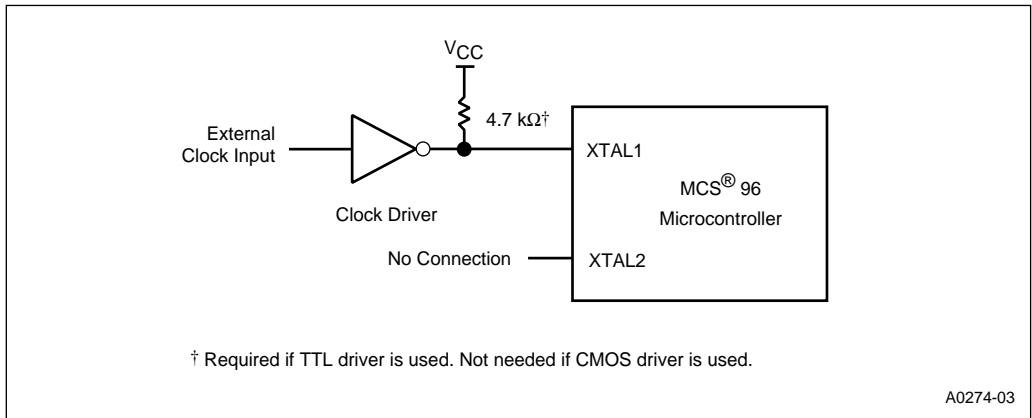 VCC
4.7 kΩ†
External
Clock Input
XTAL1
MCS® 96
Microcontroller
Clock Driver
No Connection
XTAL2
† Required if TTL driver is used. Not needed if CMOS driver is used.
A0274-03